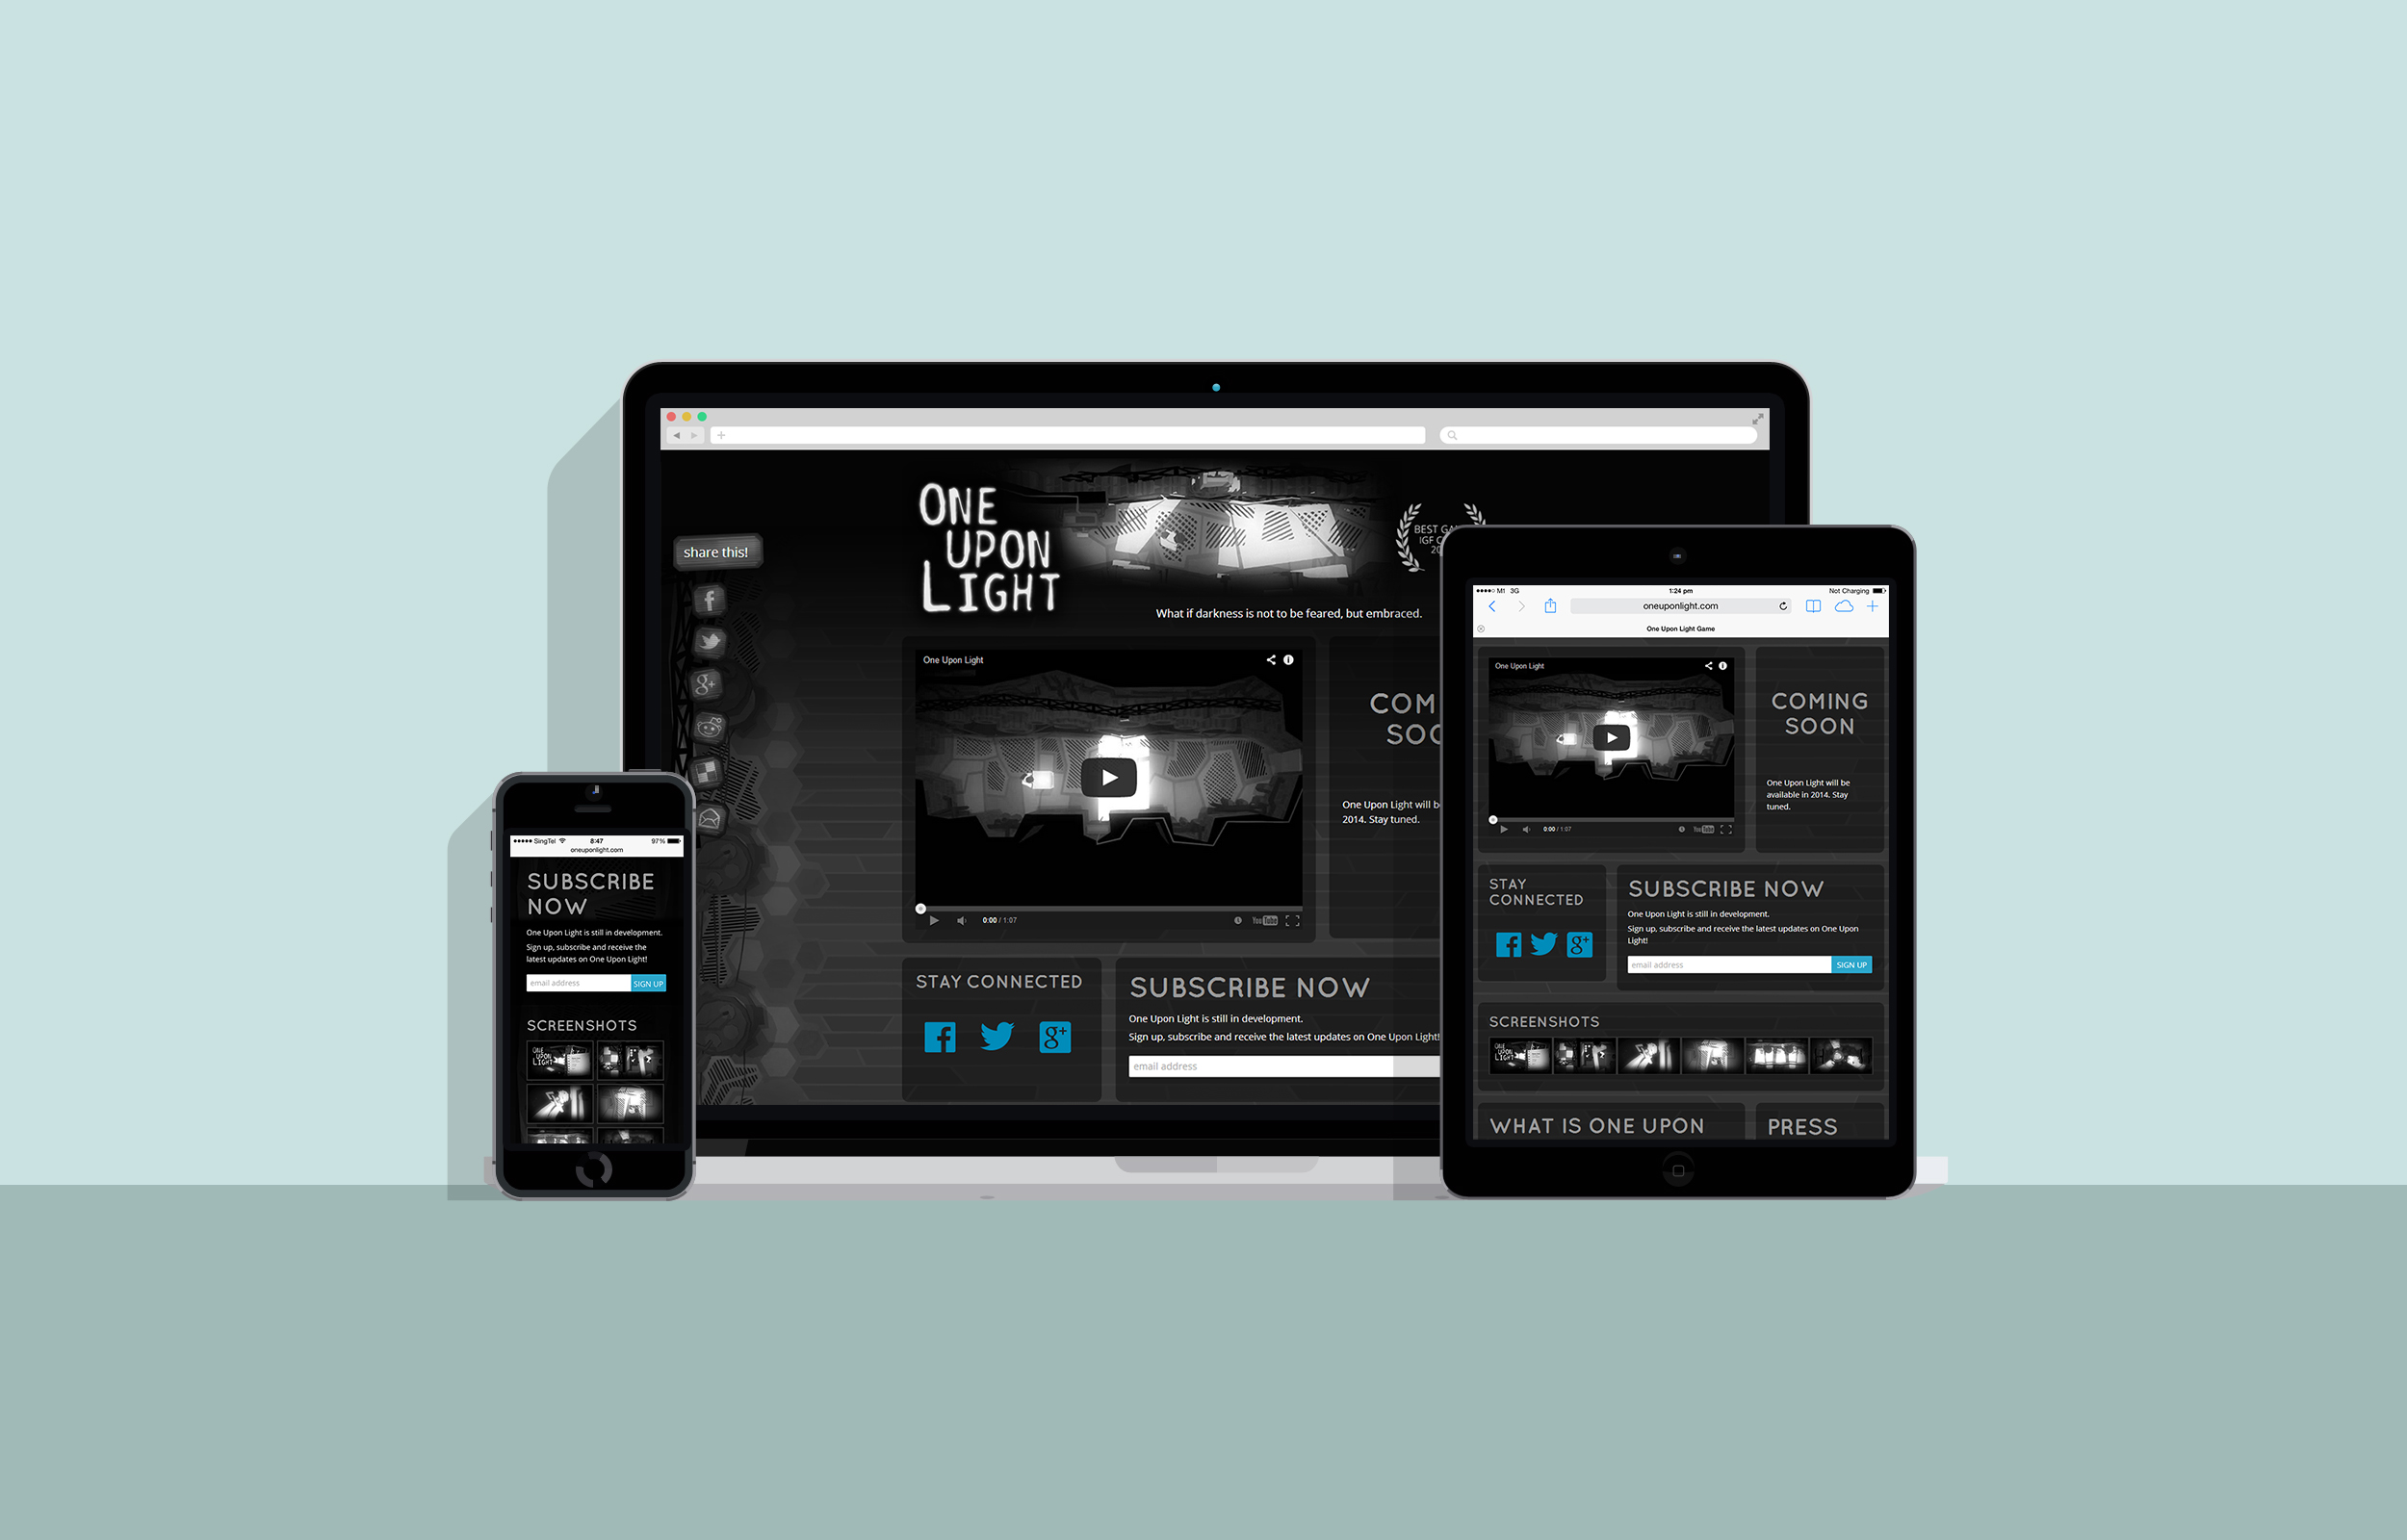 ONE
UPON
LIGHT
BEST
IGF
share this!
What if darkness is not to be feared, but embraced.
One Upon Light
0:00 / 1:07
YouTube
COM
SOO
One Upon Light will b
2014. Stay tuned.
STAY CONNECTED
g+
SUBSCRIBE NOW
One Upon Light is still in development.
Sign up, subscribe and receive the latest updates on One Upon Light!
email address
SingTel
8:47
97%
oneuponlight.com
SUBSCRIBE
NOW
One Upon Light is still in development.
Sign up, subscribe and receive the
latest updates on One Upon Light!
email address
SIGN UP
SCREENSHOTS
ONE
UPON
LIGHT
M1 3G
1:24 pm
Not Charging
oneuponlight.com
One Upon Light Game
One Upon Light
0:00 / 1:07
YouTube
COMING
SOON
One Upon Light will be
available in 2014. Stay
tuned.
STAY
CONNECTED
g+
SUBSCRIBE NOW
One Upon Light is still in development.
Sign up, subscribe and receive the latest updates on One Upon
Light!
email address
SIGN UP
SCREENSHOTS
ONE
UPON
LIGHT
WHAT IS ONE UPON
PRESS